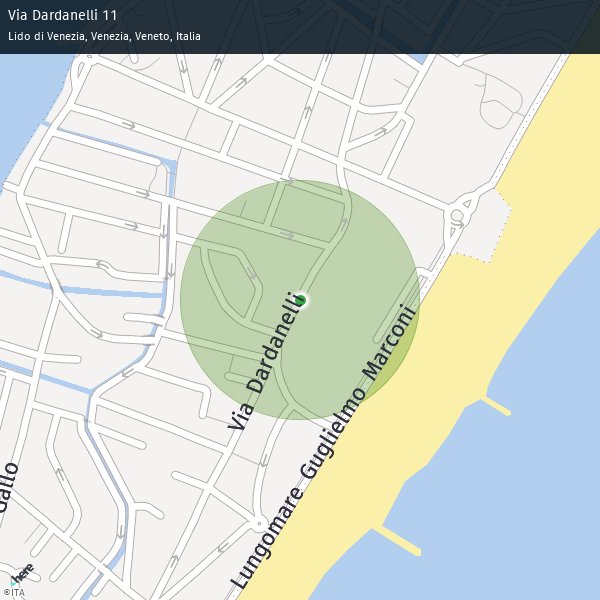 Via Dardanelli 11
Lido di Venezia, Venezia, Veneto, Italia
Via Dardanelli
Lungomare Guglielmo Marconi
Gallo
here
©ITA